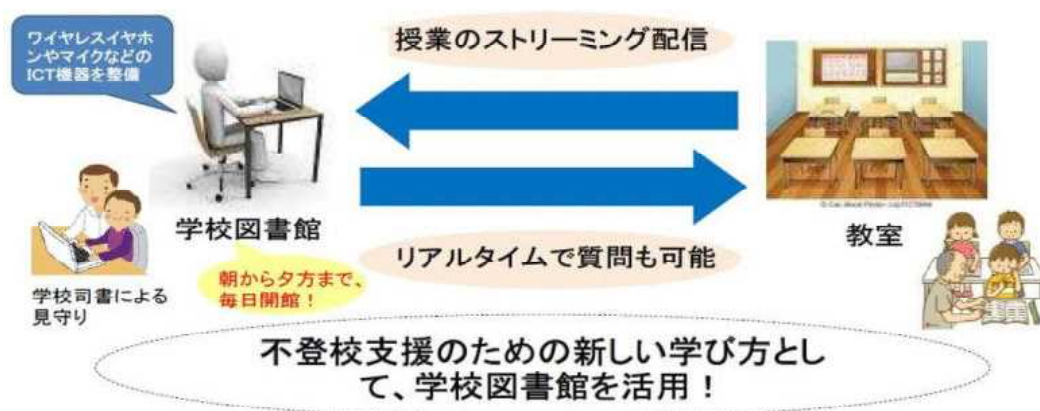 ワイヤレスイヤホ
ンやマイクなどの
ICT機器を整備
授業のストリーミング配信
学校図書館
教室
リアルタイムで質問も可能
朝から夕方まで、
毎日開館！
学校司書による
見守り
不登校支援のための新しい学び方とし
て、学校図書館を活用！